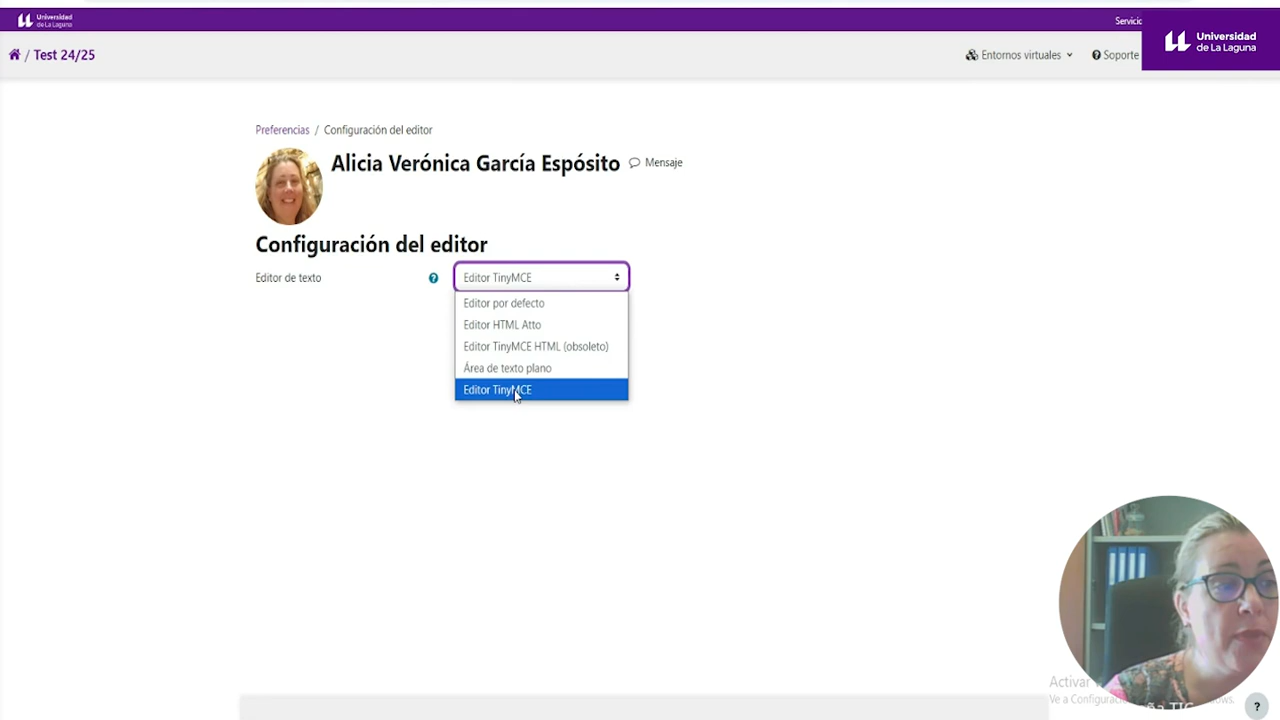 Universidad
de La Laguna
Servicio
Universidad
de La Laguna
/ Test 24/25
Entornos virtuales
Soporte
Preferencias / Configuración del editor
Alicia Verónica García Espósito
Mensaje
Configuración del editor
Editor de texto
?
Editor TinyMCE
Editor por defecto
Editor HTML Atto
Editor TinyMCE HTML (obsoleto)
Área de texto plano
Editor TinyMCE
Activar
Ve a Configurac
?